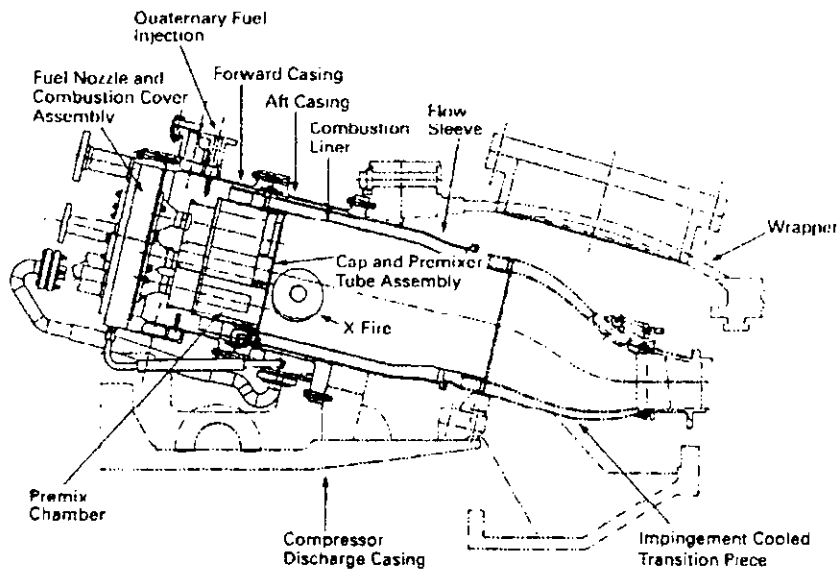 Quaternary Fuel
Injection
Fuel Nozzle and
Combustion Cover
Assembly
Forward Casing
Aft Casing
Combustion
Liner
Flow
Sleeve
Wrapper
Cap and Premixer
Tube Assembly
X Fire
Premix
Chamber
Compressor
Discharge Casing
Impingement Cooled
Transition Piece